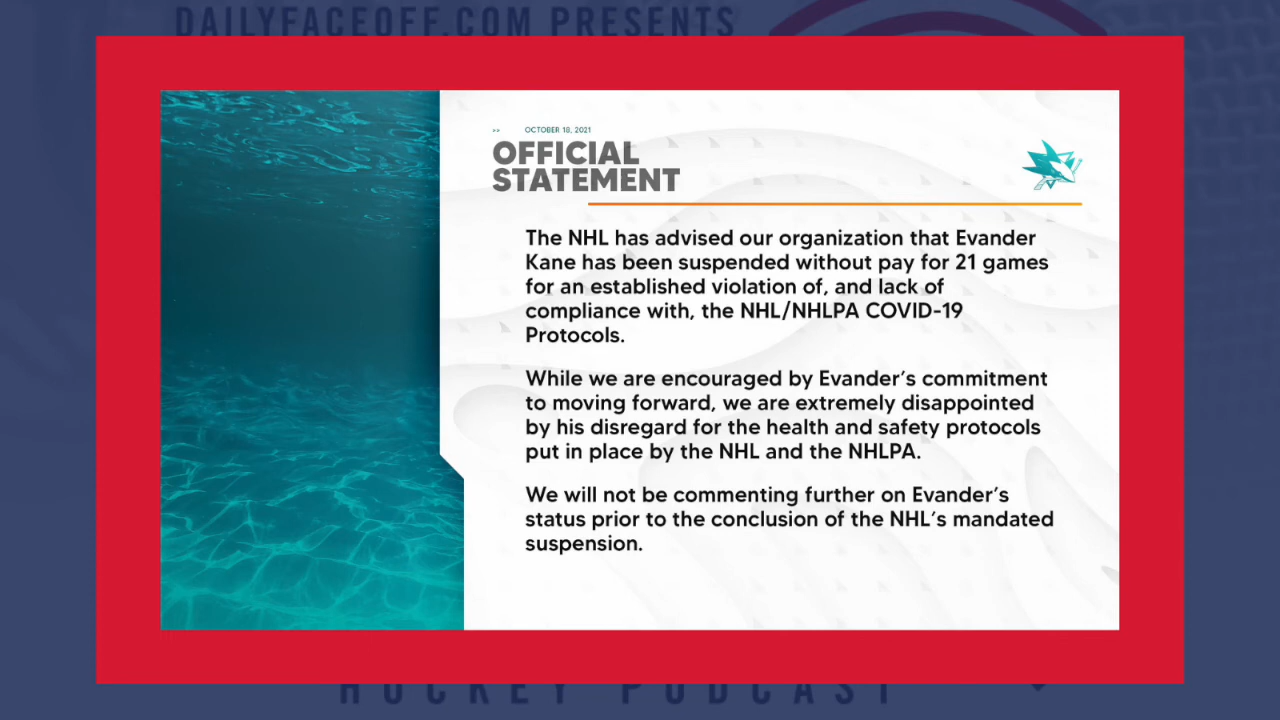 DAILYFACEOFF.COM PRESENTS
>> OCTOBER 18, 2021
OFFICIAL
STATEMENT
The NHL has advised our organization that Evander
Kane has been suspended without pay for 21 games
for an established violation of, and lack of
compliance with, the NHL/NHLPA COVID-19
Protocols.
While we are encouraged by Evander's commitment
to moving forward, we are extremely disappointed
by his disregard for the health and safety protocols
put in place by the NHL and the NHLPA.
We will not be commenting further on Evander's
status prior to the conclusion of the NHL's mandated
suspension.
HOCKEY PODCAST